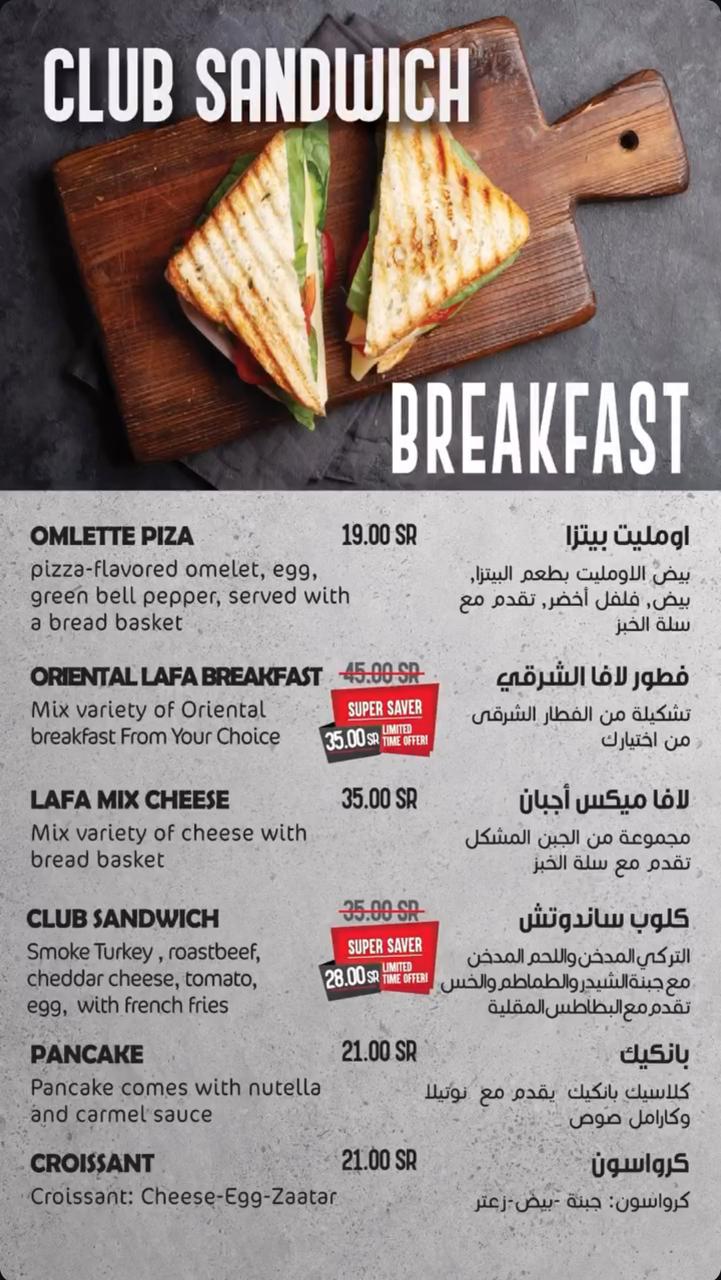 CLUB SANDWICH
BREAKFAST
OMLETTE PIZA 19.00 SR اومليت بيتزا
pizza-flavored omelet, egg,
green bell pepper, served with
a bread basket
بيض الاومليت بطعم البيتزا,
بيض, فلفل أخضر, تقدم مع
سلة الخبز
ORIENTAL LAFA BREAKFAST 45.00 SR فطور لافا الشرقي
Mix variety of Oriental
breakfast From Your Choice
SUPER SAVER
35.00 SR LIMITED
TIME OFFER!
تشكيلة من الفطار الشرقى
من اختيارك
LAFA MIX CHEESE 35.00 SR لافا ميكس أجبان
Mix variety of cheese with
bread basket
مجموعة من الجبن المشكل
تقدم مع سلة الخبز
CLUB SANDWICH 35.00 SR كلوب ساندوتش
Smoke Turkey , roastbeef,
cheddar cheese, tomato,
egg, with french fries
SUPER SAVER
28.00 SR LIMITED
TIME OFFER!
التركي المدخن واللحم المدخن
مع جبنة الشيدر والطماطم والخس
تقدم مع البطاطس المقلية
PANCAKE 21.00 SR بانكيك
Pancake comes with nutella
and carmel sauce
كلاسيك بانكيك يقدم مع نوتيلا
وكارامل صوص
CROISSANT 21.00 SR كرواسون
Croissant: Cheese-Egg-Zaatar
كرواسون: جبنة -بيض-زعتر